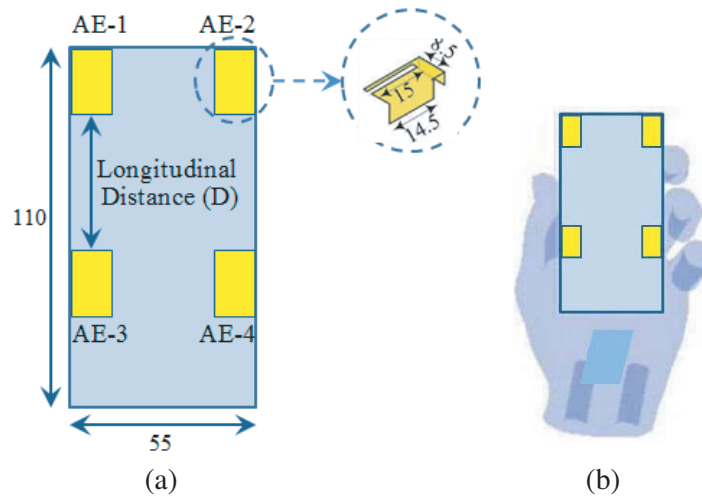 AE-1
AE-2
8.5
15
14.5
Longitudinal
Distance (D)
110
AE-3
AE-4
55
(a)
(b)